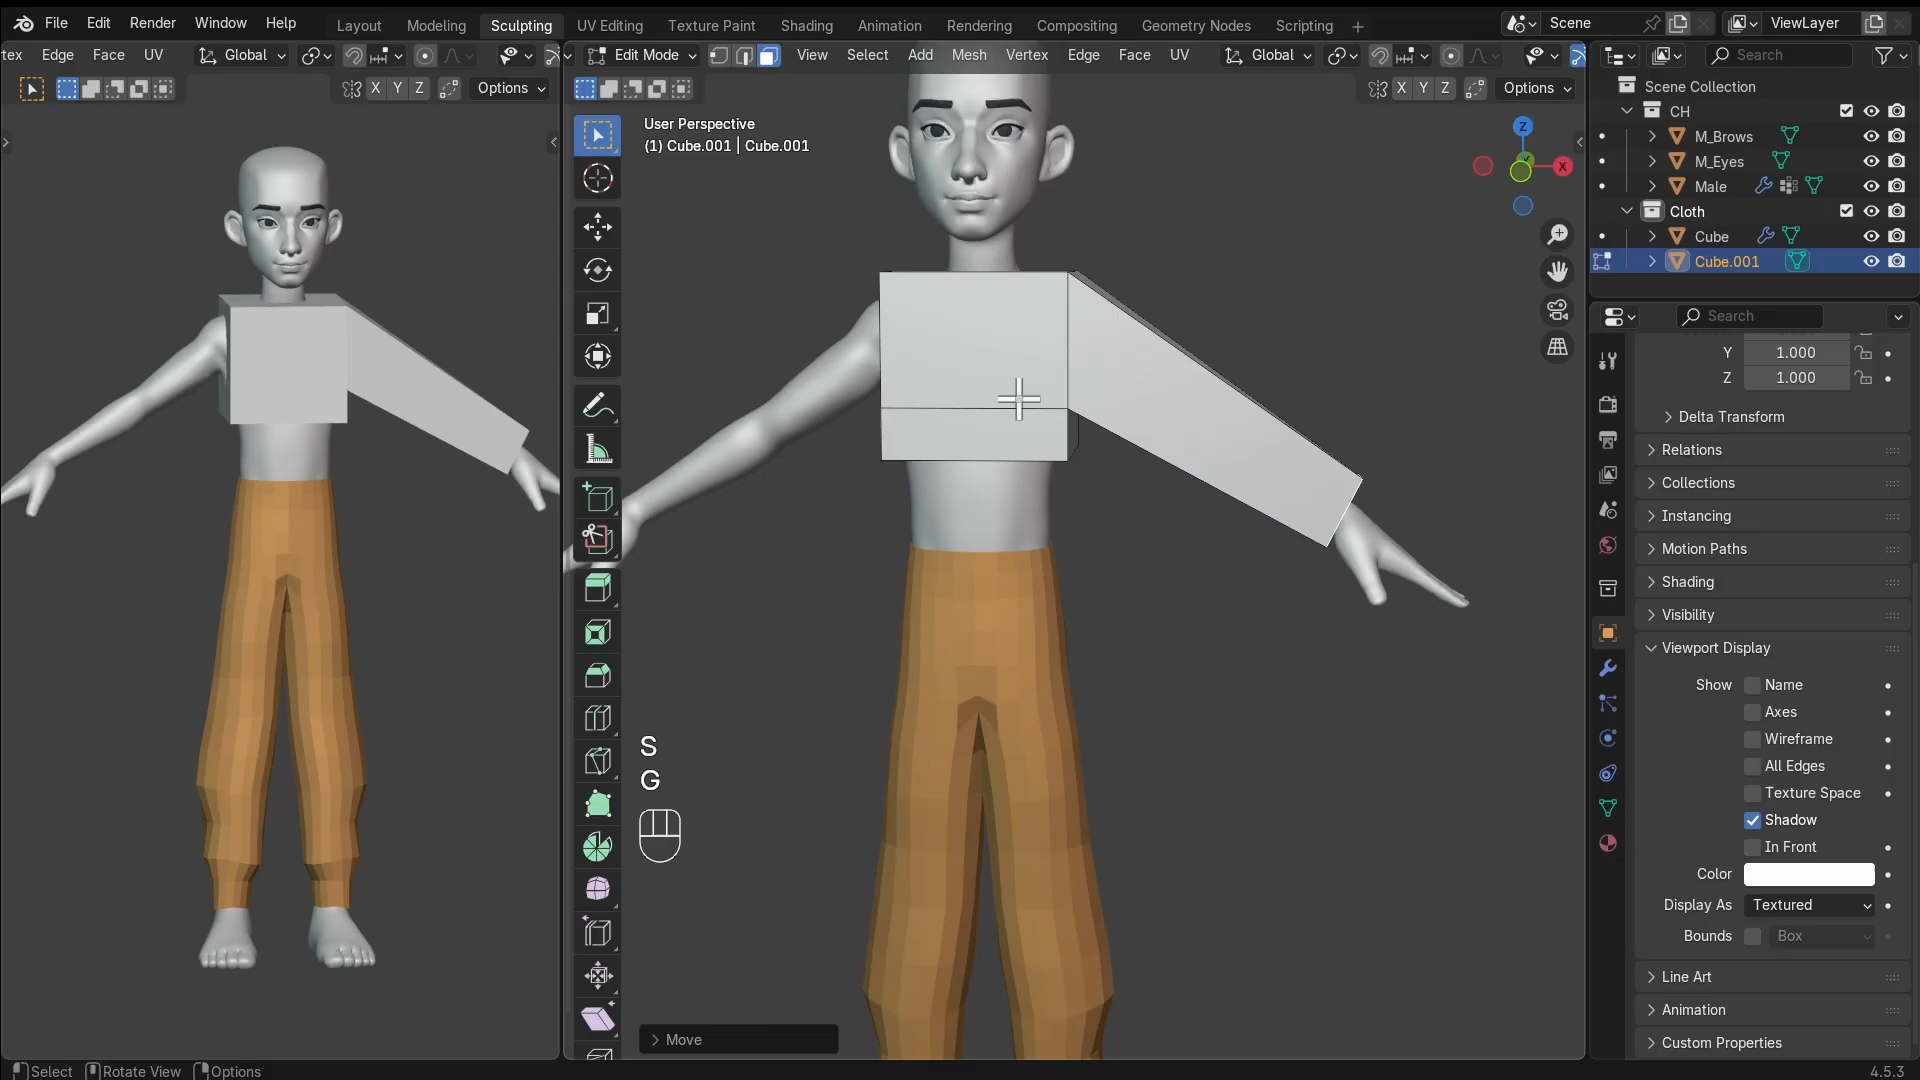 File Edit Render Window Help Layout Modeling Sculpting UV Editing Texture Paint Shading Animation Rendering Compositing Geometry Nodes Scripting Scene ViewLayer
tex Edge Face UV Global
X Y Z Options
Edit Mode View Select Add Mesh Vertex Edge Face UV Global
X Y Z Options
User Perspective
(1) Cube.001 | Cube.001
Z
X
S
G
Move
Search
Scene Collection
CH
M_Brows
M_Eyes
Male
Cloth
Cube
Cube.001
Search
Y 1.000
Z 1.000
Delta Transform
Relations
Collections
Instancing
Motion Paths
Shading
Visibility
Viewport Display
Show Name
Axes
Wireframe
All Edges
Texture Space
Shadow
In Front
Color
Display As Textured
Bounds Box
Line Art
Animation
Custom Properties
Select Rotate View Options 4.5.3